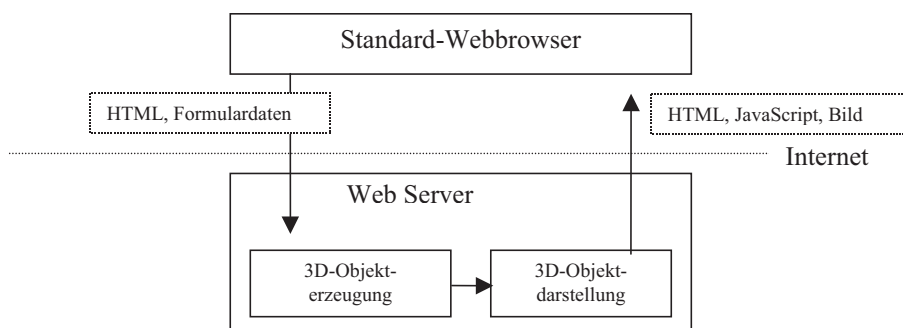 Standard-Webbrowser
HTML, Formulardaten
HTML, JavaScript, Bild
Internet
Web Server
3D-Objekt-
erzeugung
3D-Objekt-
darstellung